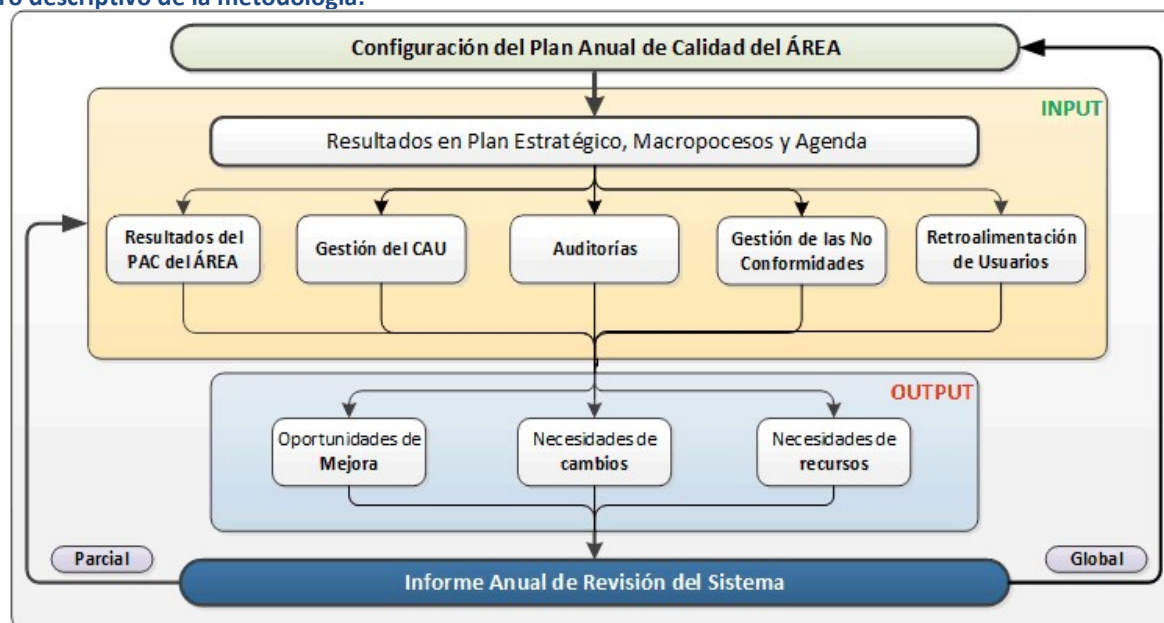 ro descriptivo de la metodología:
Configuración del Plan Anual de Calidad del ÁREA
INPUT
Resultados en Plan Estratégico, Macropocesos y Agenda
Resultados del
PAC del ÁREA
Gestión del CAU
Auditorías
Gestión de las No
Conformidades
Retroalimentación
de Usuarios
OUTPUT
Oportunidades de
Mejora
Necesidades de
cambios
Necesidades de
recursos
Parcial
Global
Informe Anual de Revisión del Sistema